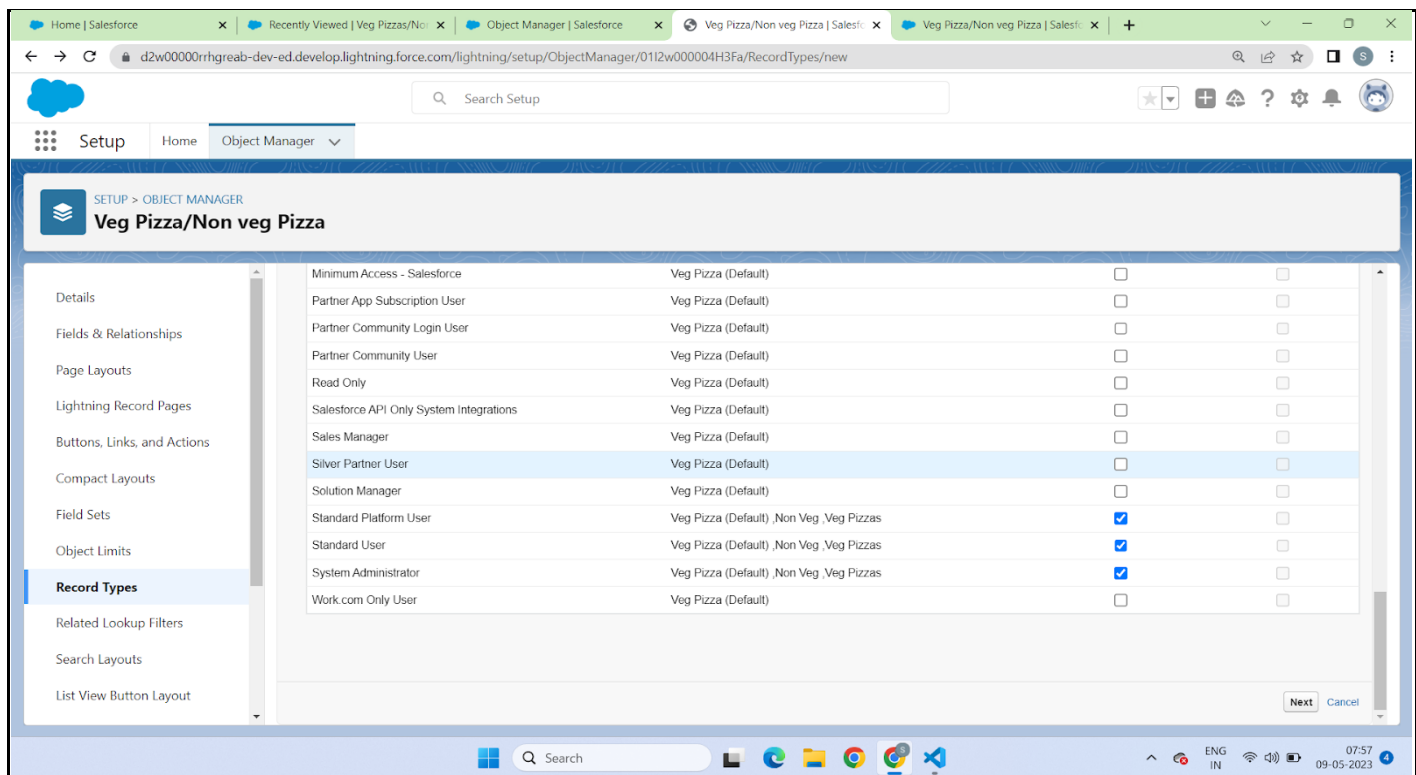 Home | Salesforce
Recently Viewed | Veg Pizzas/No
Object Manager | Salesforce
Veg Pizza/Non veg Pizza | Salesf
Veg Pizza/Non veg Pizza | Salesfo
d2w00000rrhgreab-dev-ed.develop.lightning.force.com/lightning/setup/ObjectManager/01I2w000004H3Fa/RecordTypes/new
S
Search Setup
Setup
Home
Object Manager
SETUP > OBJECT MANAGER
Veg Pizza/Non veg Pizza
Details
Fields & Relationships
Page Layouts
Lightning Record Pages
Buttons, Links, and Actions
Compact Layouts
Field Sets
Object Limits
Record Types
Related Lookup Filters
Search Layouts
List View Button Layout
Minimum Access - Salesforce Veg Pizza (Default)
Partner App Subscription User Veg Pizza (Default)
Partner Community Login User Veg Pizza (Default)
Partner Community User Veg Pizza (Default)
Read Only Veg Pizza (Default)
Salesforce API Only System Integrations Veg Pizza (Default)
Sales Manager Veg Pizza (Default)
Silver Partner User Veg Pizza (Default)
Solution Manager Veg Pizza (Default)
Standard Platform User Veg Pizza (Default) ,Non Veg ,Veg Pizzas
Standard User Veg Pizza (Default) ,Non Veg ,Veg Pizzas
System Administrator Veg Pizza (Default) ,Non Veg ,Veg Pizzas
Work.com Only User Veg Pizza (Default)
Next Cancel
Search
S
ENG
IN
07:57
09-05-2023
4